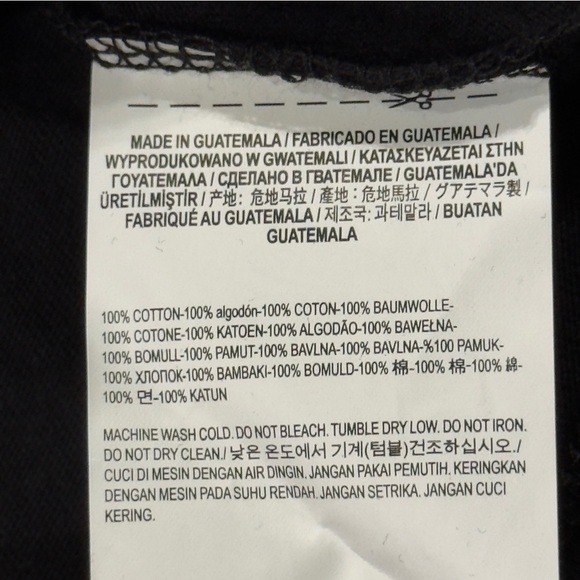 MADE IN GUATEMALA / FABRICADO EN GUATEMALA /
WYPRODUKOWANO W GWATEMALI / ΚΑΤΑΣΚΕΥΑΖΕΤΑΙ ΣΤΗΝ
ΓΟΥΑΤΕΜΑΛΑ / СДЕЛАНО В ГВАТЕМАЛЕ / GUATEMALA'DA
ÜRETİLMİŞTİR / 产地: 危地马拉 / 產地: 危地馬拉 / グアテマラ製 /
FABRIQUÉ AU GUATEMALA / 제조국: 과테말라 / BUATAN
GUATEMALA
100% COTTON-100% algodón-100% COTON-100% BAUMWOLLE-
100% COTONE-100% KATOEN-100% ALGODÃO-100% BAWEŁNA-
100% BOMULL-100% PAMUT-100% BAVLNA-100% BAVLNA-%100 PAMUK-
100% ХЛОПОК-100% BAMBAKI-100% BOMULD-100% 棉-100% 棉-100% 綿-
100% 면-100% KATUN
MACHINE WASH COLD. DO NOT BLEACH. TUMBLE DRY LOW. DO NOT IRON.
DO NOT DRY CLEAN./ 낮은 온도에서 기계(텀블)건조하십시오./
CUCI DI MESIN DENGAN AIR DINGIN. JANGAN PAKAI PEMUTIH. KERINGKAN
DENGAN MESIN PADA SUHU RENDAH. JANGAN SETRIKA. JANGAN CUCI
KERING.